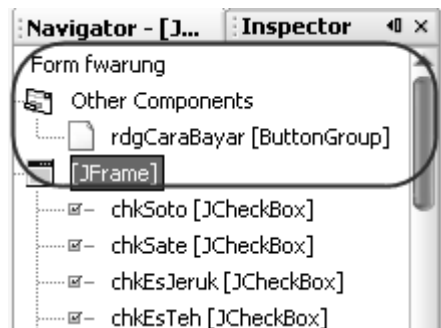 Navigator - [J... Inspector
Form fwarung
Other Components
rdgCaraBayar [ButtonGroup]
[JFrame]
chkSoto [JCheckBox]
chkSate [JCheckBox]
chkEsJeruk [JCheckBox]
chkEsTeh [JCheckBox]